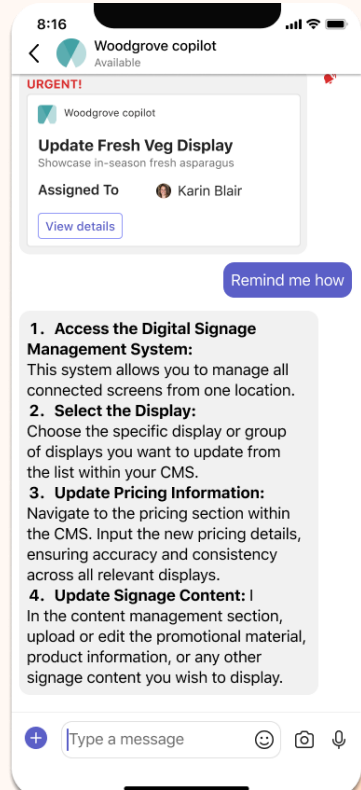 8:16
Woodgrove copilot
Available
URGENT!
Woodgrove copilot
Update Fresh Veg Display
Showcase in-season fresh asparagus
Assigned To Karin Blair
View details
Remind me how
1. Access the Digital Signage
Management System:
This system allows you to manage all
connected screens from one location.
2. Select the Display:
Choose the specific display or group
of displays you want to update from
the list within your CMS.
3. Update Pricing Information:
Navigate to the pricing section within
the CMS. Input the new pricing details,
ensuring accuracy and consistency
across all relevant displays.
4. Update Signage Content: I
In the content management section,
upload or edit the promotional material,
product information, or any other
signage content you wish to display.
Type a message